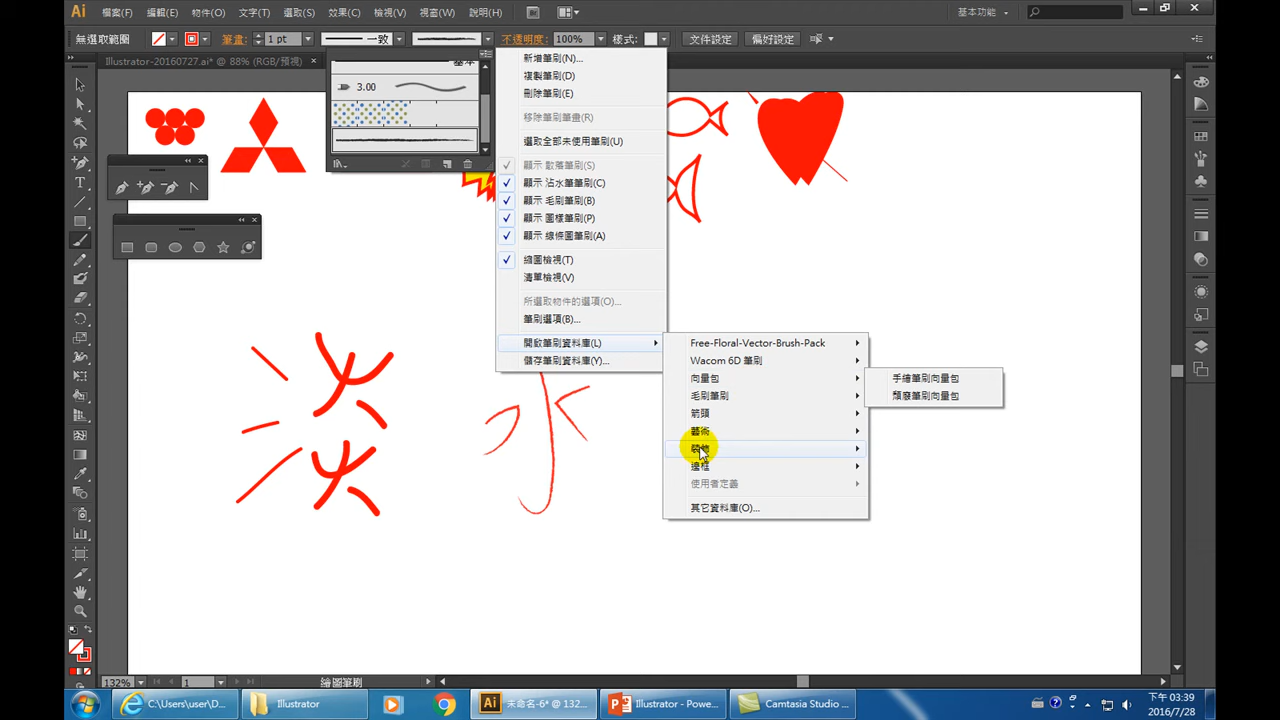 Ai 檔案(F) 編輯(E) 物件(O) 文字(T) 選取(S) 效果(C) 檢視(V) 視窗(W) 說明(H) Br 基本功能
無選取範圍 筆畫: 1 pt 一致 不透明度: 100% 樣式: 文件設定 偏好設定
Illustrator-20160727.ai* @ 88% (RGB/預視)
基本
3.00
新增筆刷(N)...
複製筆刷(D)
刪除筆刷(E)
移除筆刷筆畫(R)
選取全部未使用筆刷(U)
顯示 散落筆刷(S)
顯示 沾水筆筆刷(C)
顯示 毛刷筆刷(B)
顯示 圖樣筆刷(P)
顯示 線條圖筆刷(A)
縮圖檢視(T)
清單檢視(V)
所選取物件的選項(O)...
筆刷選項(B)...
開啟筆刷資料庫(L)
儲存筆刷資料庫(Y)...
Free-Floral-Vector-Brush-Pack
Wacom 6D 筆刷
向量包
毛刷筆刷
箭頭
藝術
裝飾
邊框
使用者定義
其它資料庫(O)...
手繪筆刷向量包
頹廢筆刷向量包
淡
水
132% 1 繪圖筆刷
C:\Users\user\D... Illustrator Ai 未命名-6* @ 132... Illustrator - Powe... Camtasia Studio ...
下午 03:39
2016/7/28